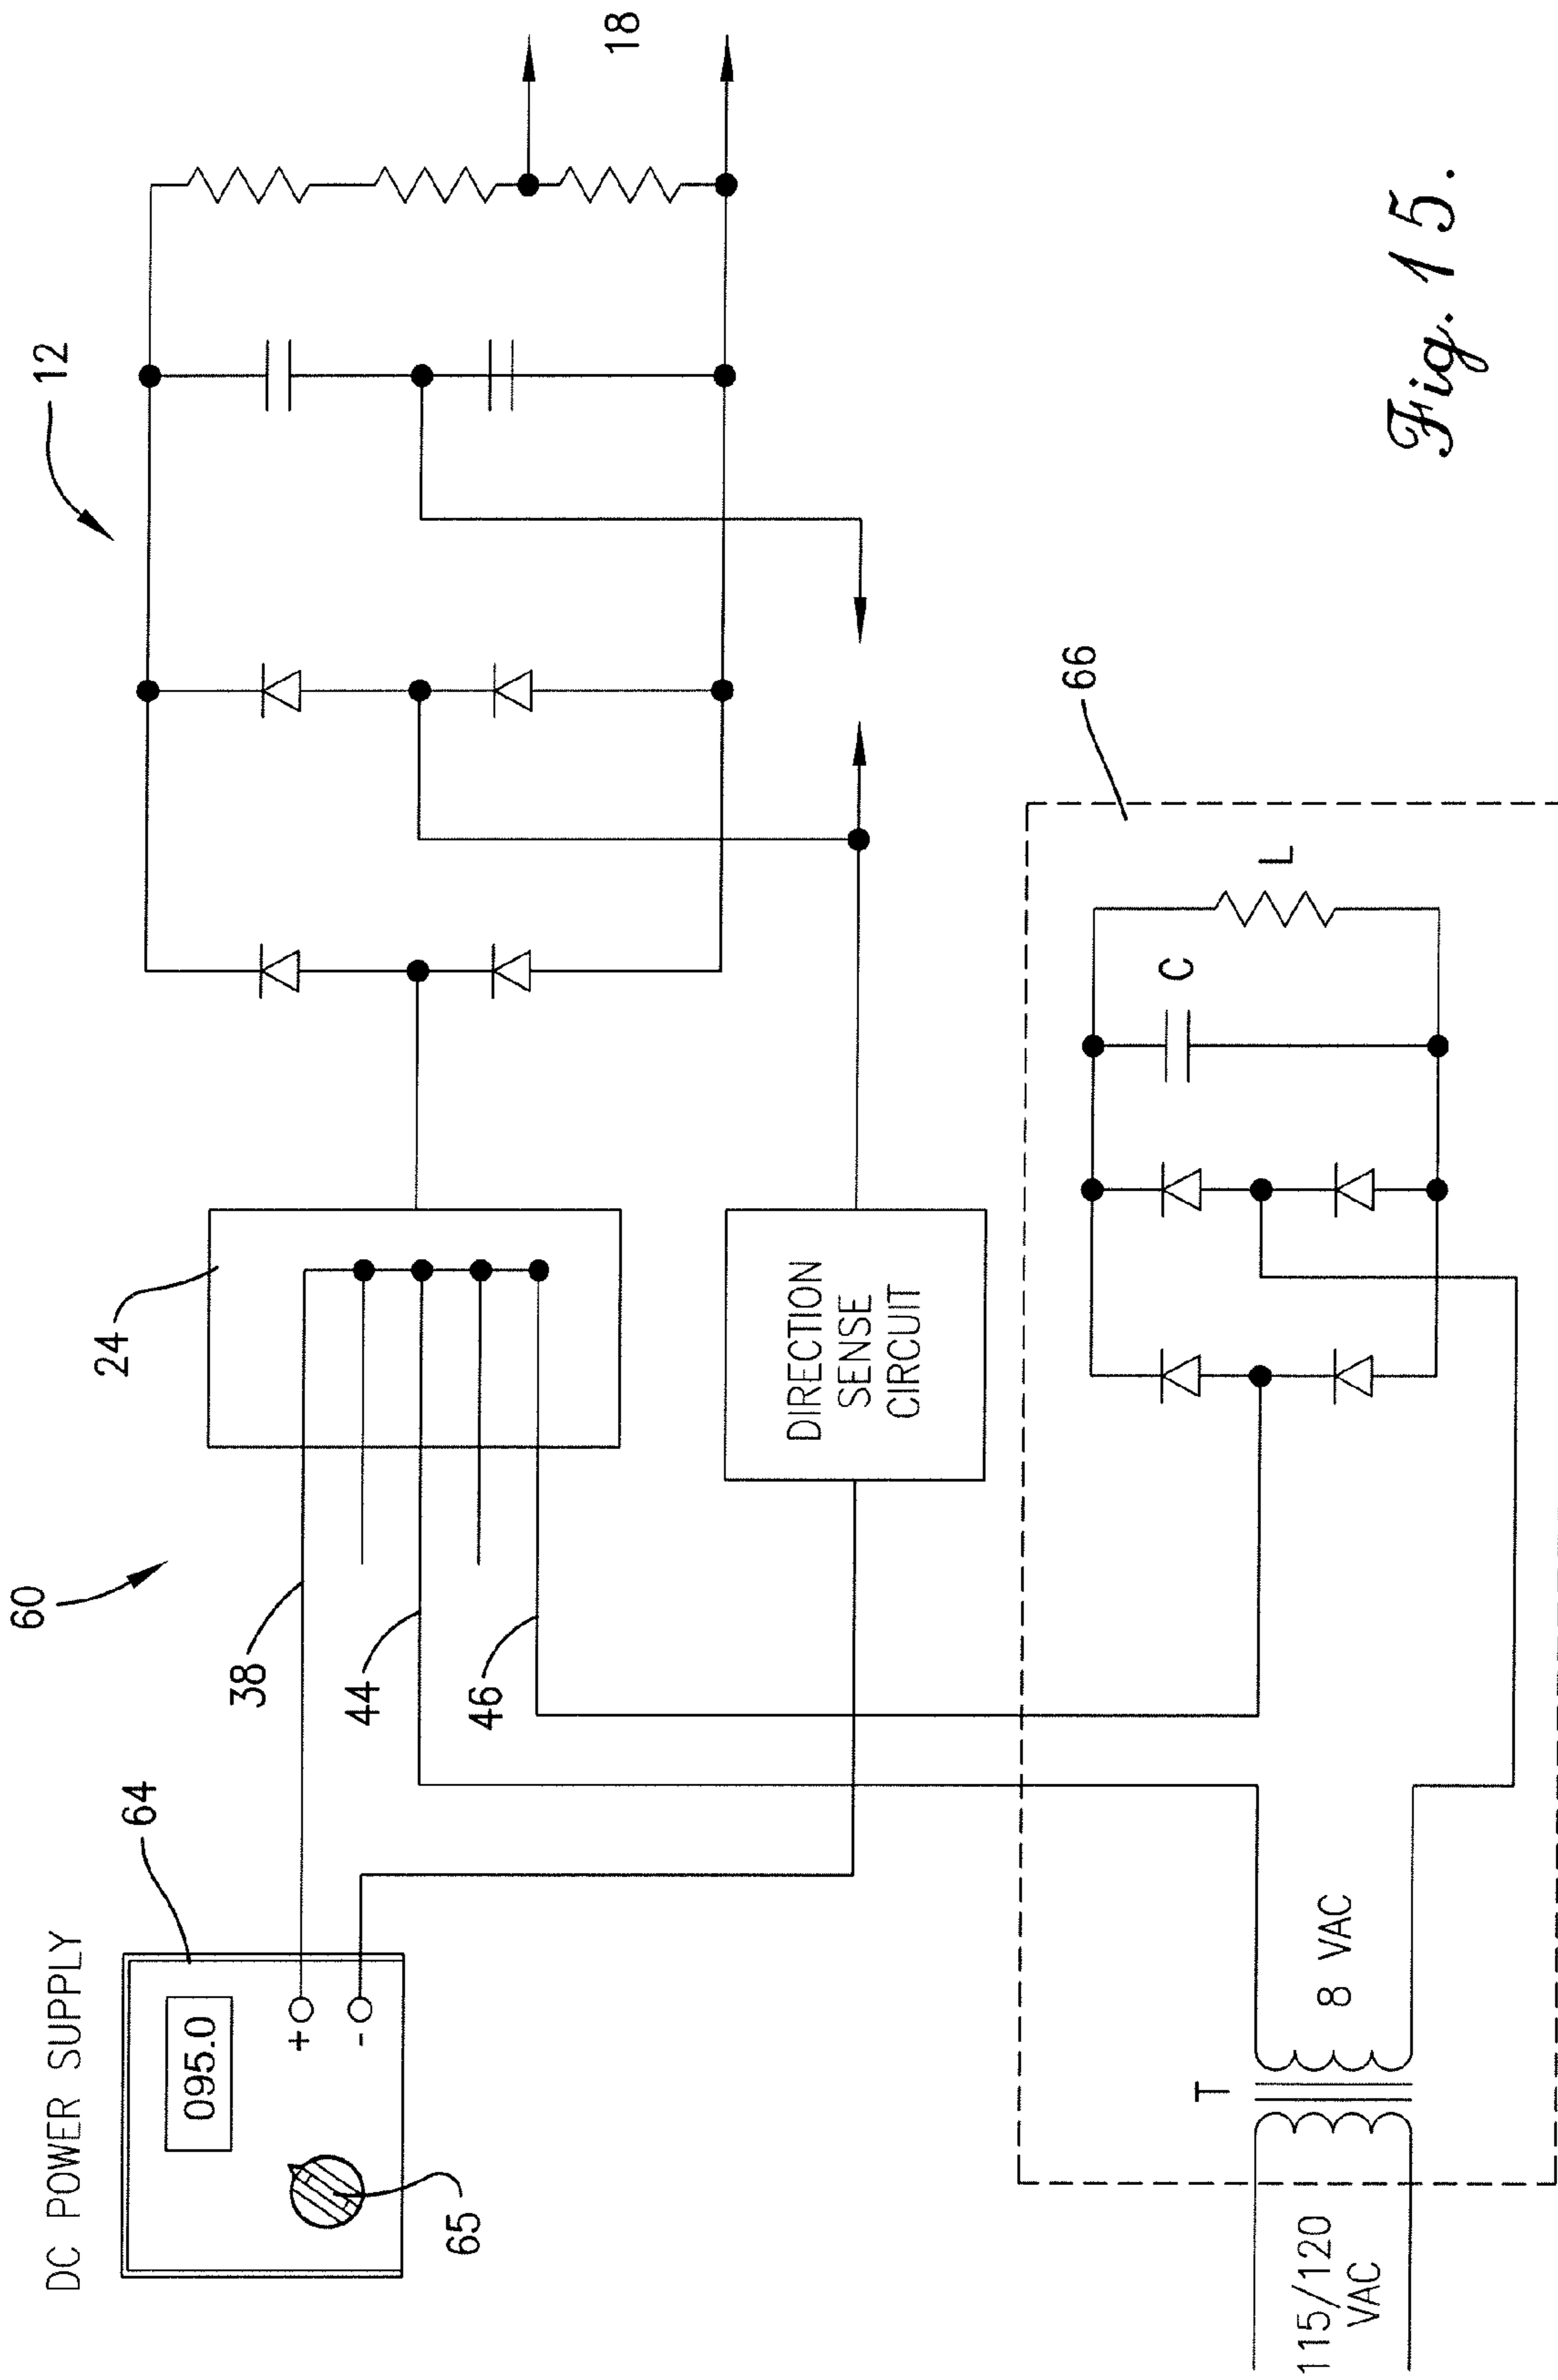 DC POWER SUPPLY
64
095.0
+
-
65
60
38
44
46
24
12
18
DIRECTION
SENSE
CIRCUIT
66
115/120
VAC
T
8 VAC
C
L
Fig. 15.